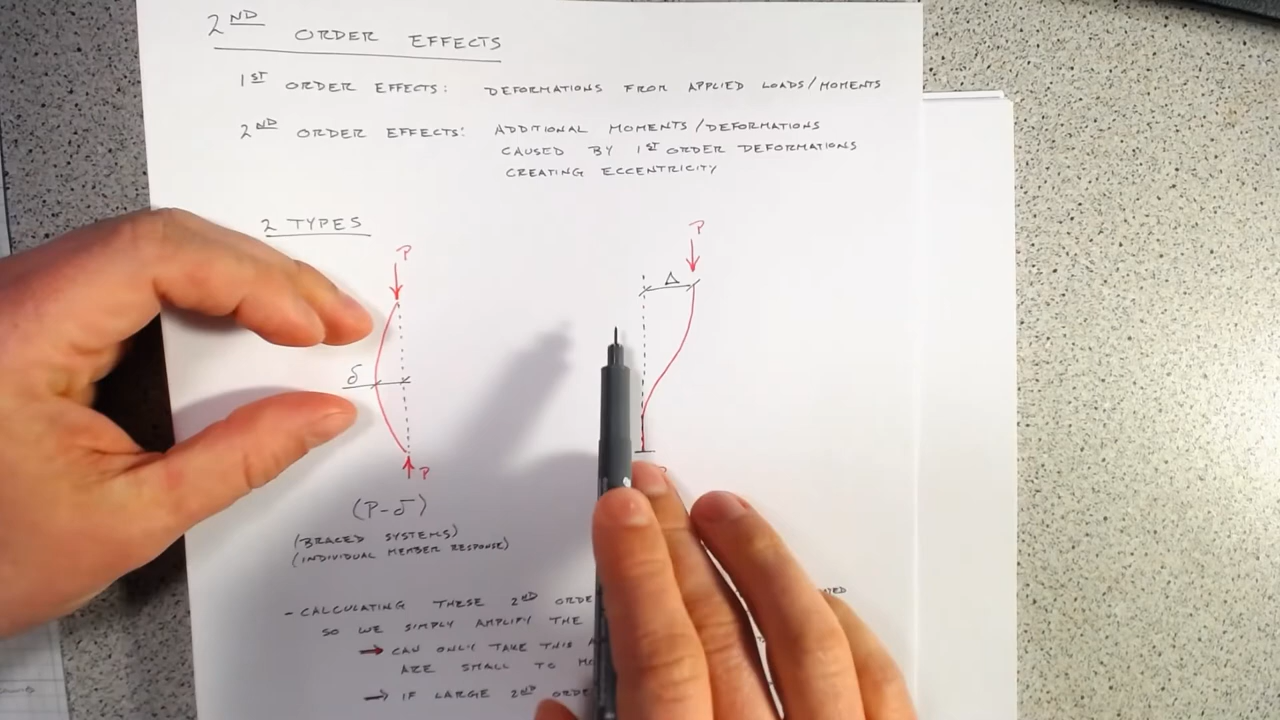 2ND ORDER EFFECTS
1ST ORDER EFFECTS: DEFORMATIONS FROM APPLIED LOADS/MOMENTS
2ND ORDER EFFECTS: ADDITIONAL MOMENTS/DEFORMATIONS
CAUSED BY 1ST ORDER DEFORMATIONS
CREATING ECCENTRICITY
2 TYPES
P
P
Δ
δ
P
(P-δ)
(BRACED SYSTEMS)
(INDIVIDUAL MEMBER RESPONSE)
- CALCULATING THESE 2ND ORDE
SO WE SIMPLY AMPLIFY THE
→ CAN ONLY TAKE THIS
ARE SMALL TO
→ IF LARGE 2ND ORDE